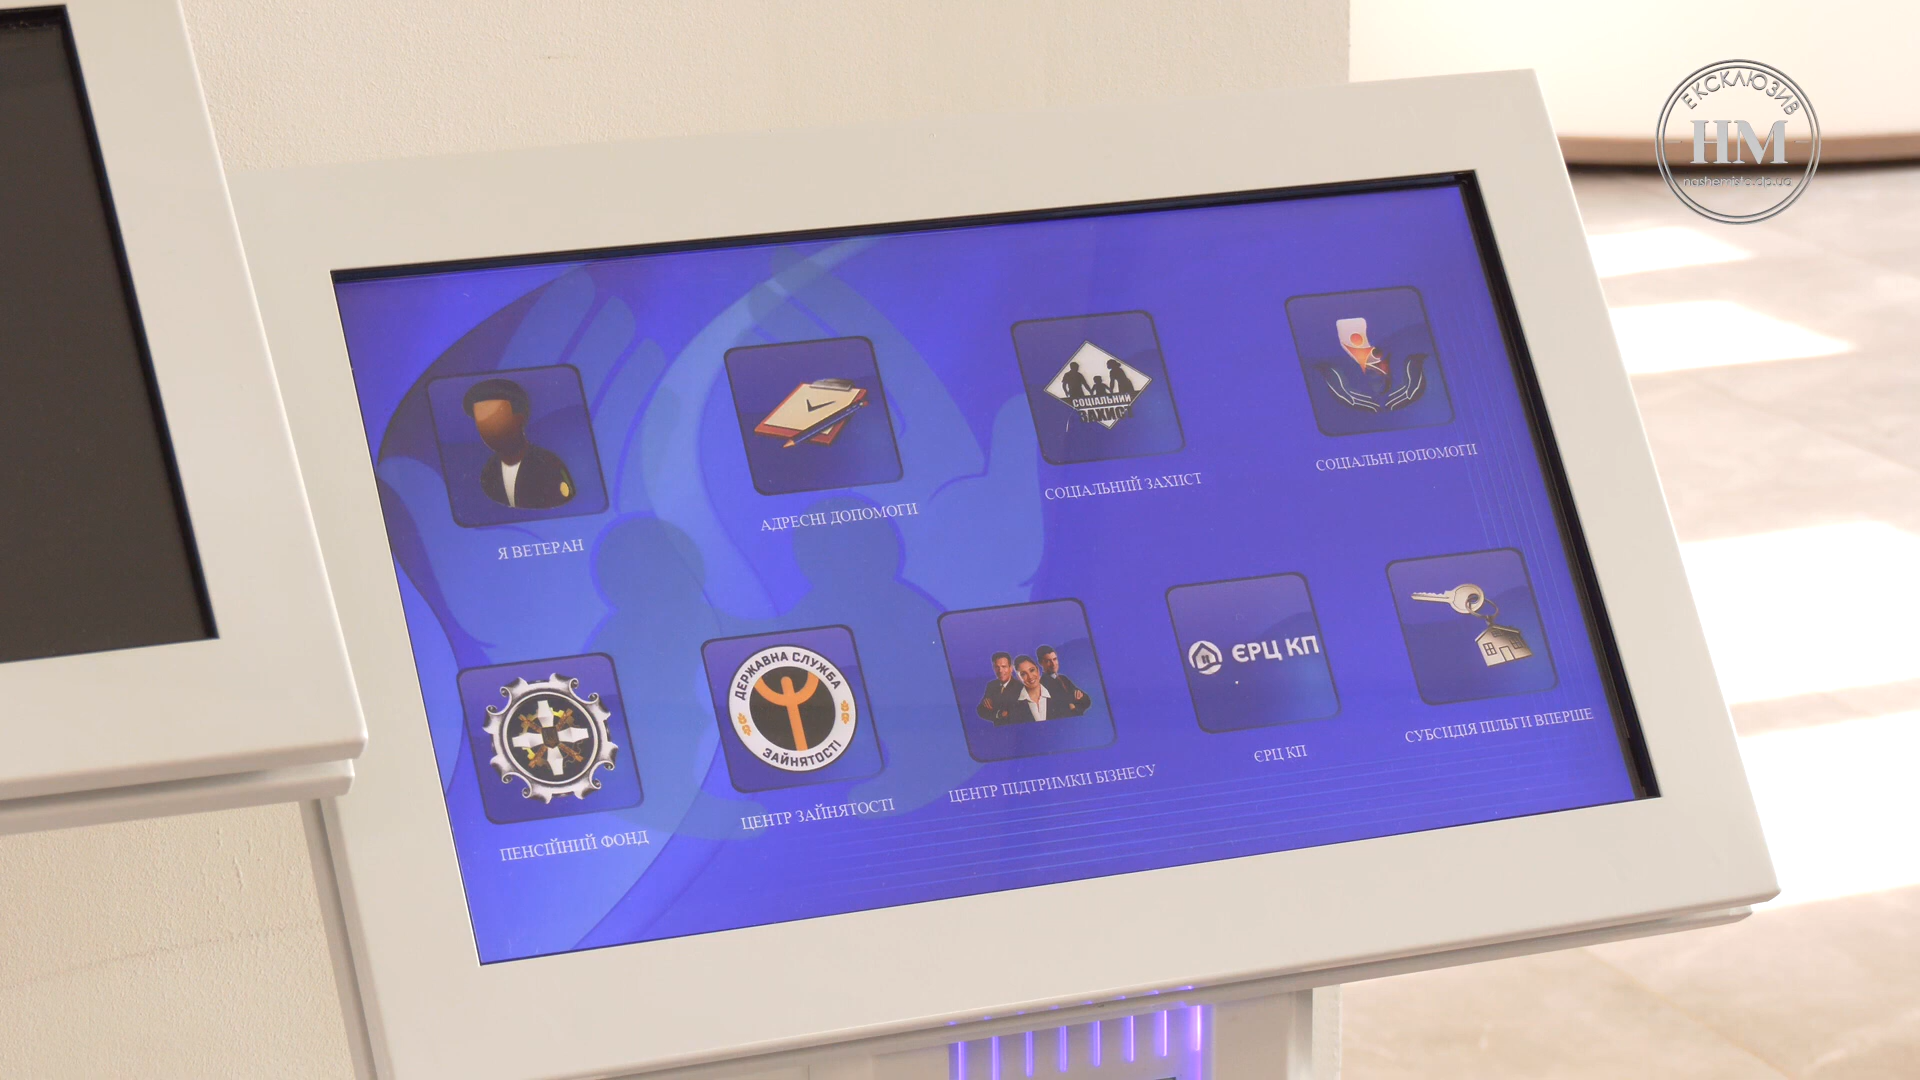 ЕКСКЛЮЗИВ
НМ
nashemisto.dp.ua
СОЦІАЛЬНИЙ
ЗАХИСТ
Я ВЕТЕРАН
АДРЕСНІ ДОПОМОГИ
СОЦІАЛЬНИЙ ЗАХИСТ
СОЦІАЛЬНІ ДОПОМОГИ
ДЕРЖАВНА СЛУЖБА
ЗАЙНЯТОСТІ
ЄРЦ КП
ПЕНСІЙНИЙ ФОНД
ЦЕНТР ЗАЙНЯТОСТІ
ЦЕНТР ПІДТРИМКИ БІЗНЕСУ
ЄРЦ КП
СУБСИДІЯ ПІЛЬГИ ВПЕРШЕ